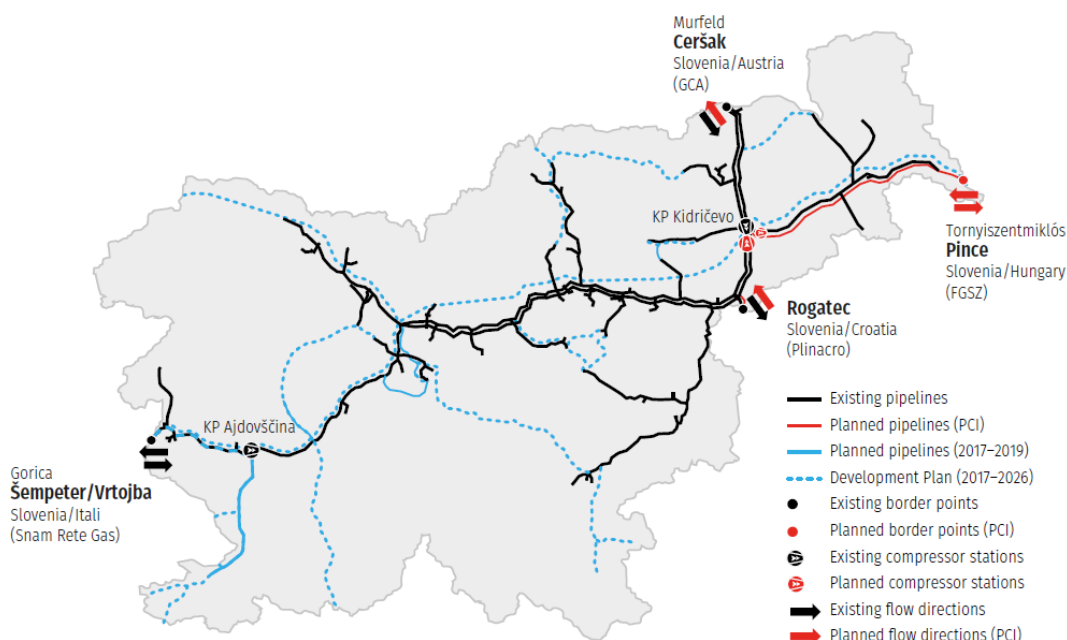 Murfeld
Ceršak
Slovenia/Austria
(GCA)
KP Kidričevo
Tornyiszentmiklós
Pince
Slovenia/Hungary
(FGSZ)
Rogatec
Slovenia/Croatia
(Plinacro)
KP Ajdovščina
Gorica
Šempeter/Vrtojba
Slovenia/Itali
(Snam Rete Gas)
Existing pipelines
Planned pipelines (PCI)
Planned pipelines (2017–2019)
Development Plan (2017–2026)
Existing border points
Planned border points (PCI)
Existing compressor stations
Planned compressor stations
Existing flow directions
Planned flow directions (PCI)